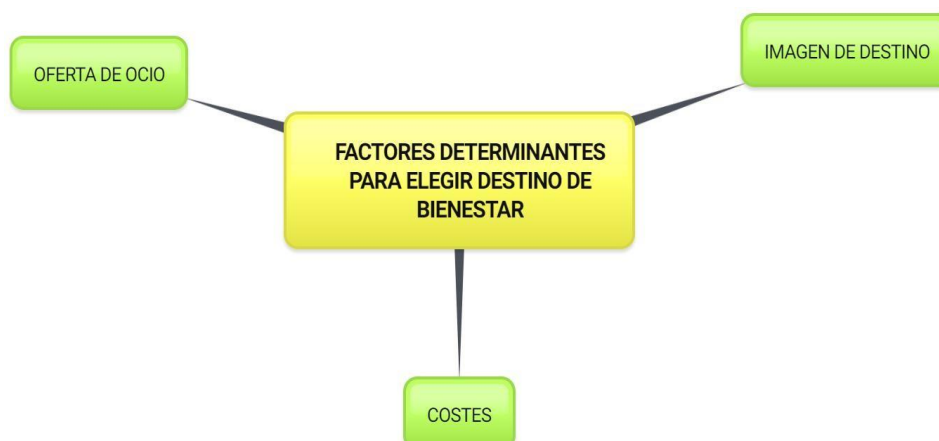 IMAGEN DE DESTINO
OFERTA DE OCIO
FACTORES DETERMINANTES
PARA ELEGIR DESTINO DE
BIENESTAR
COSTES